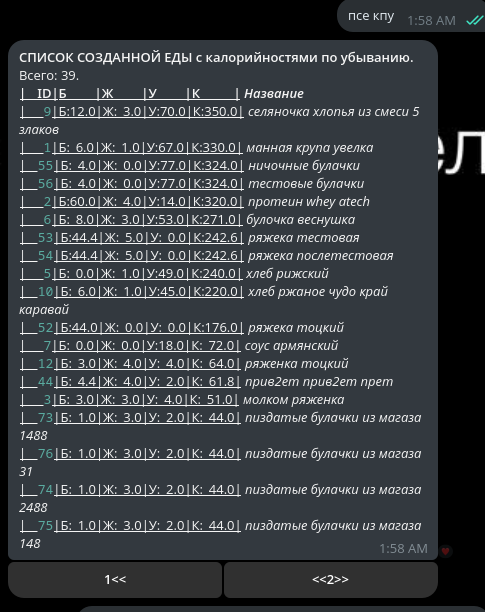 псе кпу
1:58 AM
СПИСОК СОЗДАННОЙ ЕДЫ с калорийностями по убыванию.
Всего: 39.
|__ID|Б____|Ж____|У____|К_____| Название
|___9|Б:12.0|Ж: 3.0|У:70.0|К:350.0| селяночка хлопья из смеси 5
злаков
|___1|Б: 6.0|Ж: 1.0|У:67.0|К:330.0| манная крупа увелка
|__55|Б: 4.0|Ж: 0.0|У:77.0|К:324.0| ничочные булачки
|__56|Б: 4.0|Ж: 0.0|У:77.0|К:324.0| тестовые булачки
|___2|Б:60.0|Ж: 4.0|У:14.0|К:320.0| протеин whey atech
|___6|Б: 8.0|Ж: 3.0|У:53.0|К:271.0| булочка веснушка
|__53|Б:44.4|Ж: 5.0|У: 0.0|К:242.6| ряжека тестовая
|__54|Б:44.4|Ж: 5.0|У: 0.0|К:242.6| ряжека послетестовая
|___5|Б: 0.0|Ж: 1.0|У:49.0|К:240.0| хлеб рижский
|__10|Б: 6.0|Ж: 1.0|У:45.0|К:220.0| хлеб ржаное чудо край
каравай
|__52|Б:44.0|Ж: 0.0|У: 0.0|К:176.0| ряжека тоцкий
|___7|Б: 0.0|Ж: 0.0|У:18.0|К: 72.0| соус армянский
|__12|Б: 3.0|Ж: 4.0|У: 4.0|К: 64.0| ряженка тоцкий
|__44|Б: 4.4|Ж: 4.0|У: 2.0|К: 61.8| прив2ет прив2ет прет
|___3|Б: 3.0|Ж: 3.0|У: 4.0|К: 51.0| молком ряженка
|__73|Б: 1.0|Ж: 3.0|У: 2.0|К: 44.0| пиздатые булачки из магаза
1488
|__76|Б: 1.0|Ж: 3.0|У: 2.0|К: 44.0| пиздатые булачки из магаза
31
|__74|Б: 1.0|Ж: 3.0|У: 2.0|К: 44.0| пиздатые булачки из магаза
2488
|__75|Б: 1.0|Ж: 3.0|У: 2.0|К: 44.0| пиздатые булачки из магаза
148
1:58 AM
1<<
<<2>>